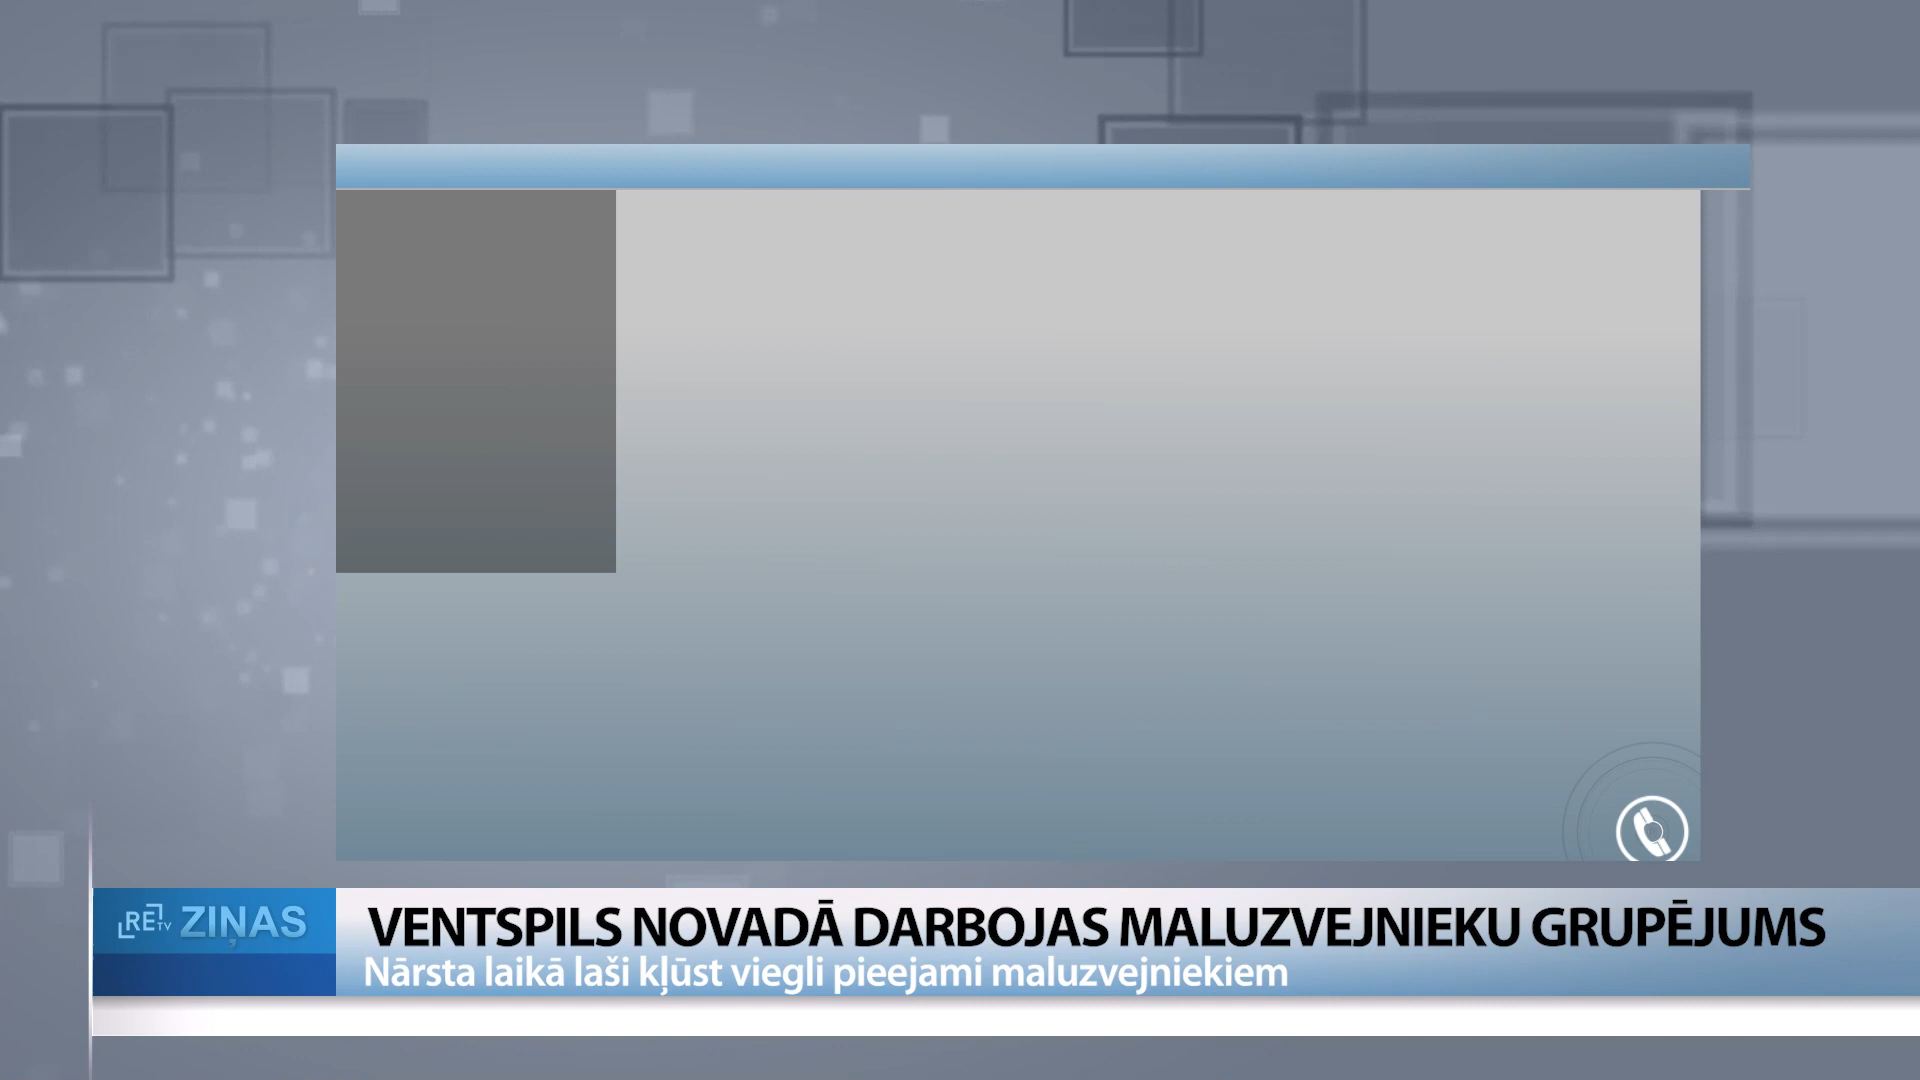 RE TV ZIŅAS
VENTSPILS NOVADĀ DARBOJAS MALUZVEJNIEKU GRUPĒJUMS
Nārsta laikā laši kļūst viegli pieejami maluzvejniekiem